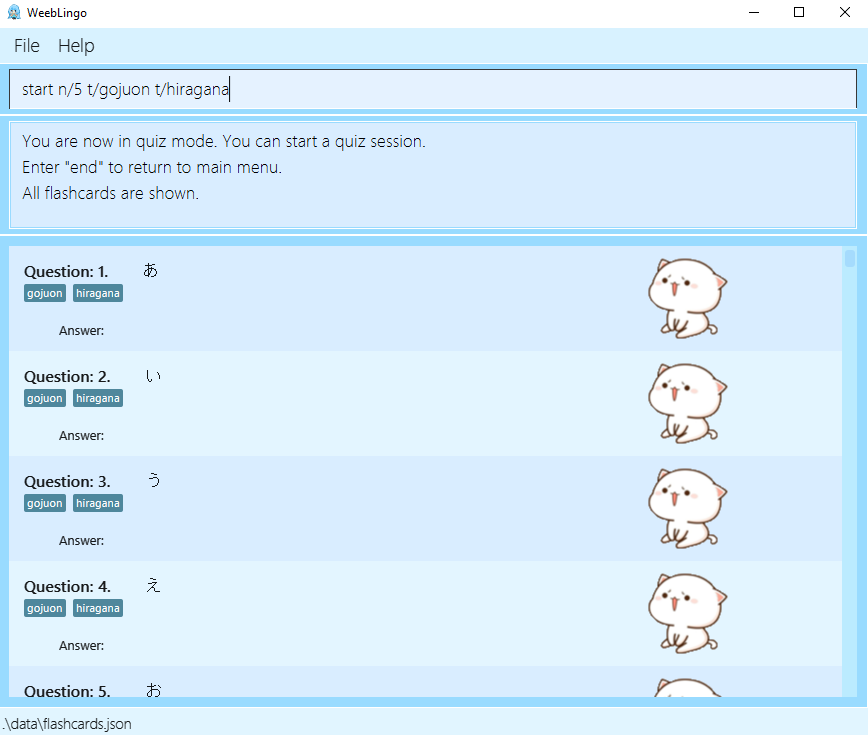 WeebLingo
File Help
start n/5 t/gojuon t/hiragana
You are now in quiz mode. You can start a quiz session.
Enter "end" to return to main menu.
All flashcards are shown.
Question: 1. あ
gojuon hiragana
Answer:
Question: 2. い
gojuon hiragana
Answer:
Question: 3. う
gojuon hiragana
Answer:
Question: 4. え
gojuon hiragana
Answer:
Question: 5. お
.\data\flashcards.json